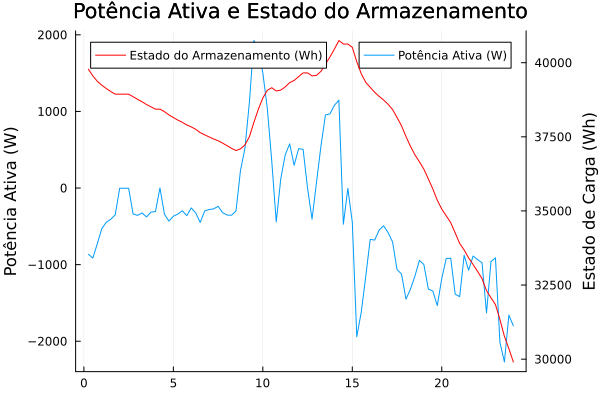 Potência Ativa e Estado do Armazenamento
Estado do Armazenamento (Wh)
Potência Ativa (W)
Potência Ativa (W)
2000
1000
0
−1000
−2000
Estado de Carga (Wh)
40000
37500
35000
32500
30000
0 5 10 15 20